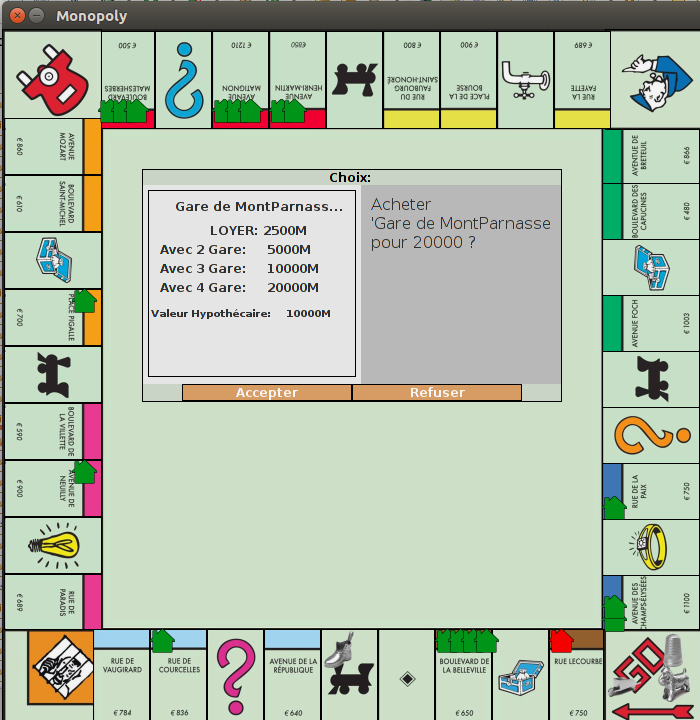 Monopoly
€ 500
BOULEVARD
MALESHERBES
€ 1210
AVENUE
MATIGNON
€850
AVENUE
HENRI-MARTIN
€ 800
RUE DU
FAUBOURG
SAINT-HONORÉ
€ 900
PLACE DE LA
BOURSE
€ 689
RUE LA
FAYETTE
€ 860
AVENUE
MOZART
€ 610
BOULEVARD
SAINT-MICHEL
€ 700
PLACE PIGALLE
€ 590
BOULEVARD DE
LA VILLETTE
€ 900
AVENUE DE
NEUILLY
€ 689
RUE DE
PARADIS
Choix:
Gare de MontParnass...
LOYER: 2500M
Avec 2 Gare: 5000M
Avec 3 Gare: 10000M
Avec 4 Gare: 20000M
Valeur Hypothécaire: 10000M
Acheter
'Gare de MontParnasse
pour 20000 ?
Accepter
Refuser
AVENTUE DE
BRETEUIL
€ 866
BOULEVARD DES
CAPUCINES
€ 480
AVENUE FOCH
€ 1003
RUE DE LA
PAIX
€ 750
AVENUE DES
CHAMPS-ÉLYSÉES
€ 1100
RUE DE
VAUGIRARD
€ 784
RUE DE
COURCELLES
€ 836
AVENUE DE LA
RÉPUBLIQUE
€ 640
BOULEVARD DE
LA BELLEVILLE
€ 650
RUE LECOURBE
€ 750
GO